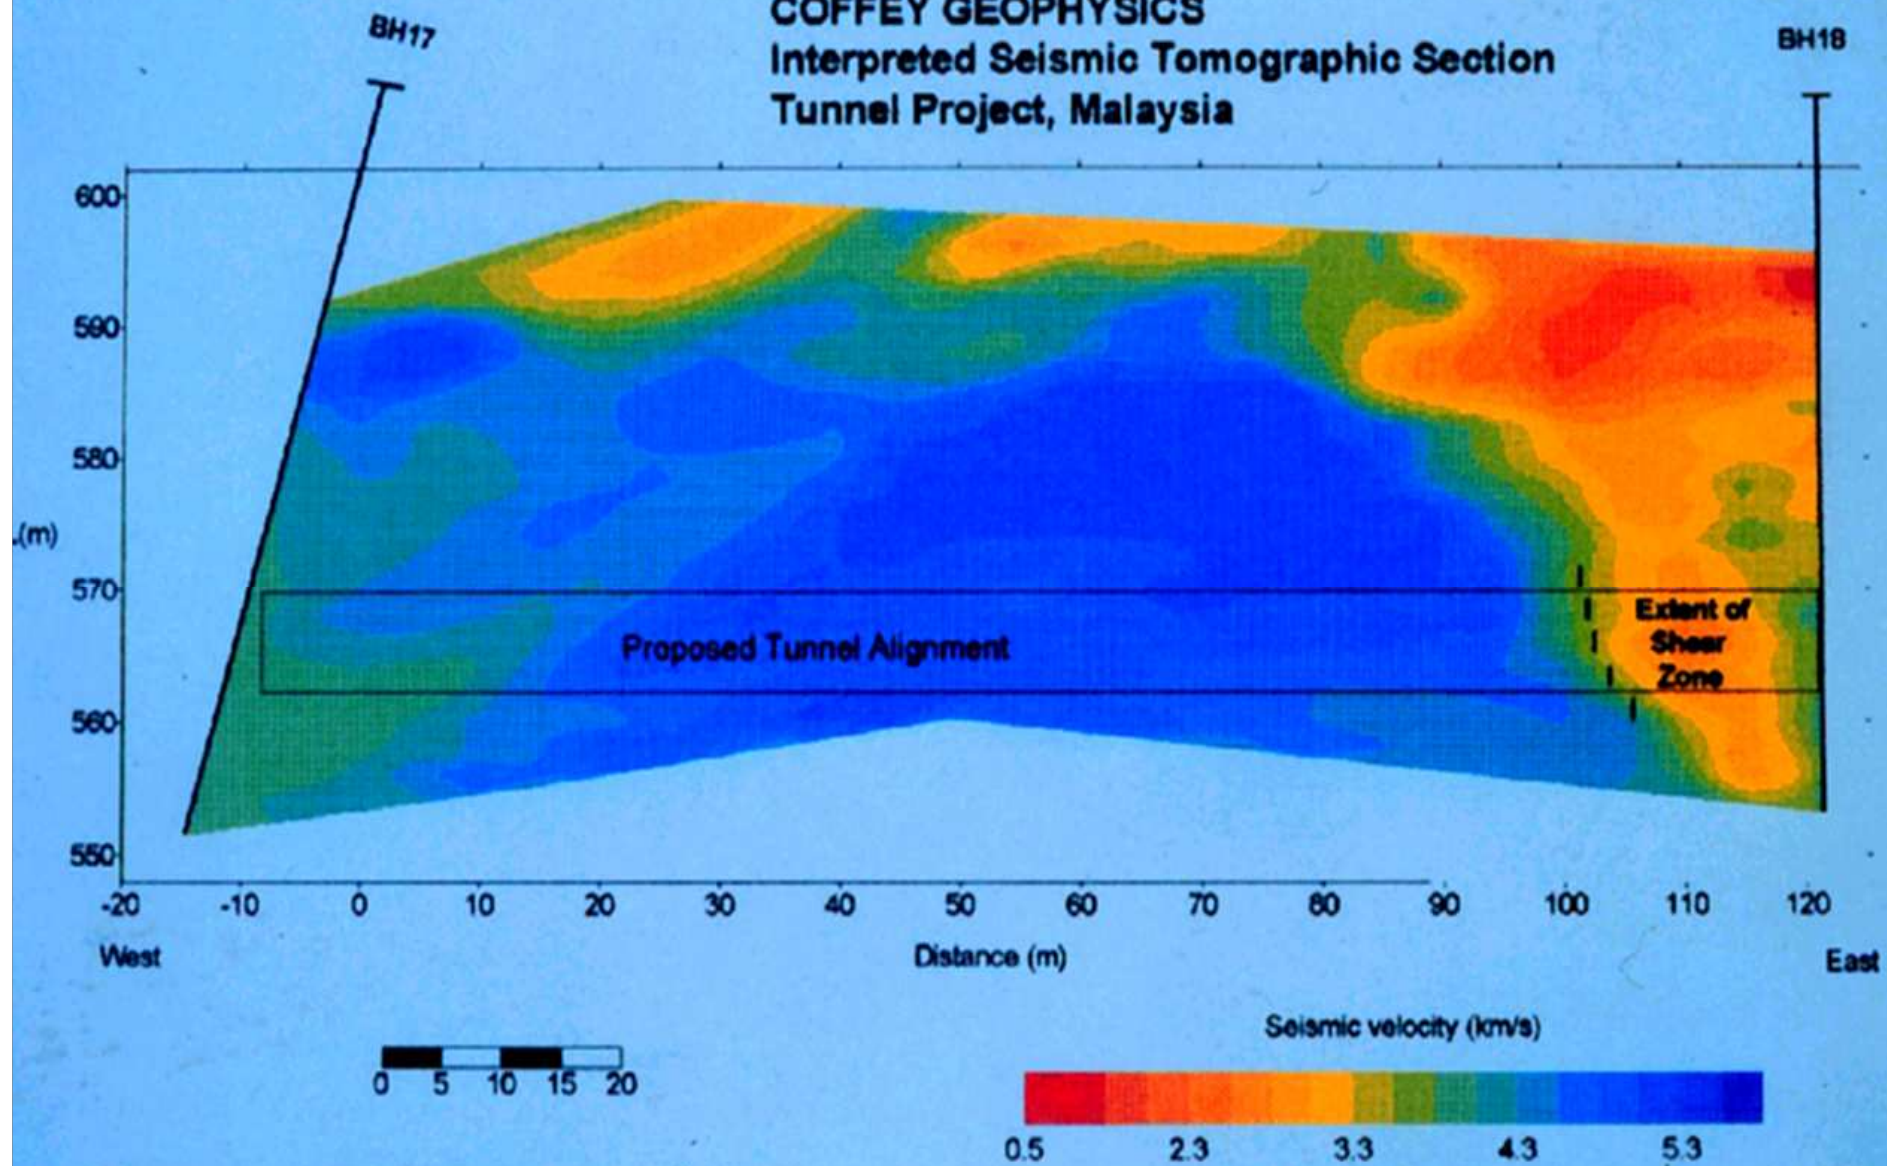 COFFEY GEOPHYSICS
Interpreted Seismic Tomographic Section
Tunnel Project, Malaysia
BH17
BH18
600
590
580
(m)
570
560
550
Proposed Tunnel Alignment
Extent of
Shear
Zone
-20 -10 0 10 20 30 40 50 60 70 80 90 100 110 120
West Distance (m) East
Seismic velocity (km/s)
0 5 10 15 20
0.5 2.3 3.3 4.3 5.3